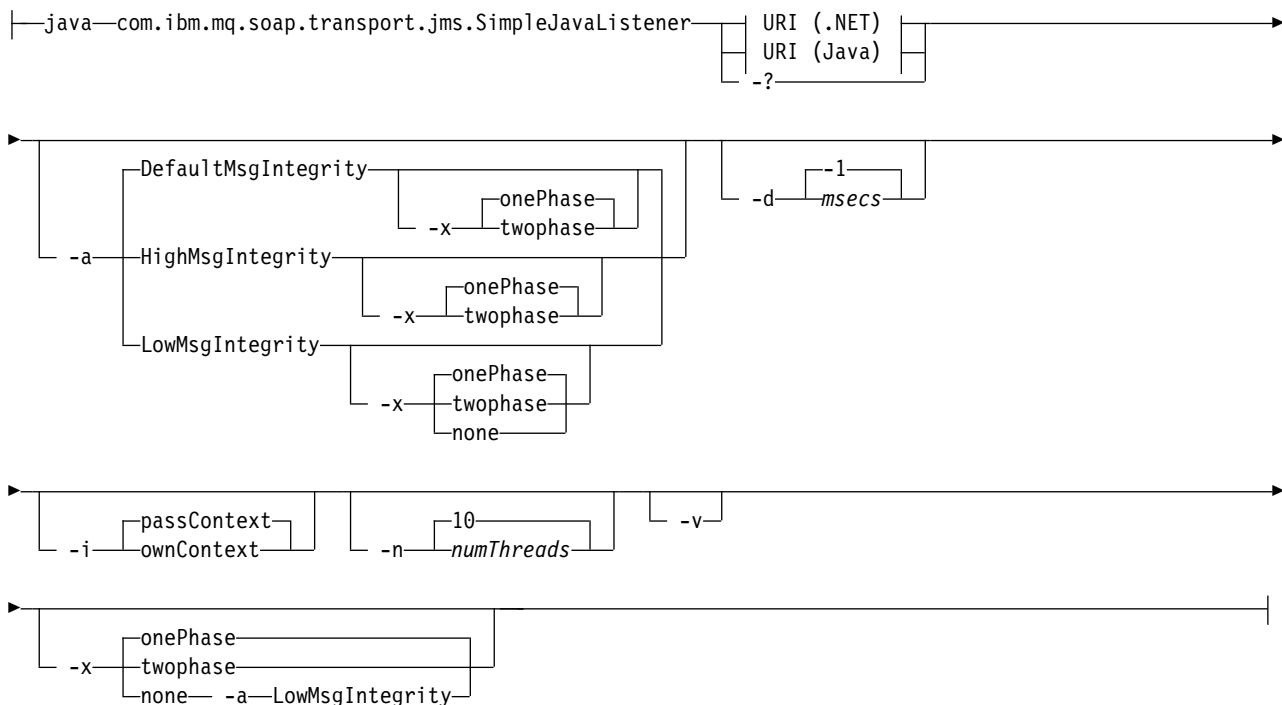 java com.ibm.mq.soap.transport.jms.SimpleJavaListener URI (.NET)
URI (Java)
-?
DefaultMsgIntegrity -1
onePhase -d msecs
-x twophase
-a HighMsgIntegrity
onePhase
-x twophase
LowMsgIntegrity
onePhase
-x twophase
none
passContext 10 -v
-i ownContext -n numThreads
onePhase
-x twophase
none -a LowMsgIntegrity